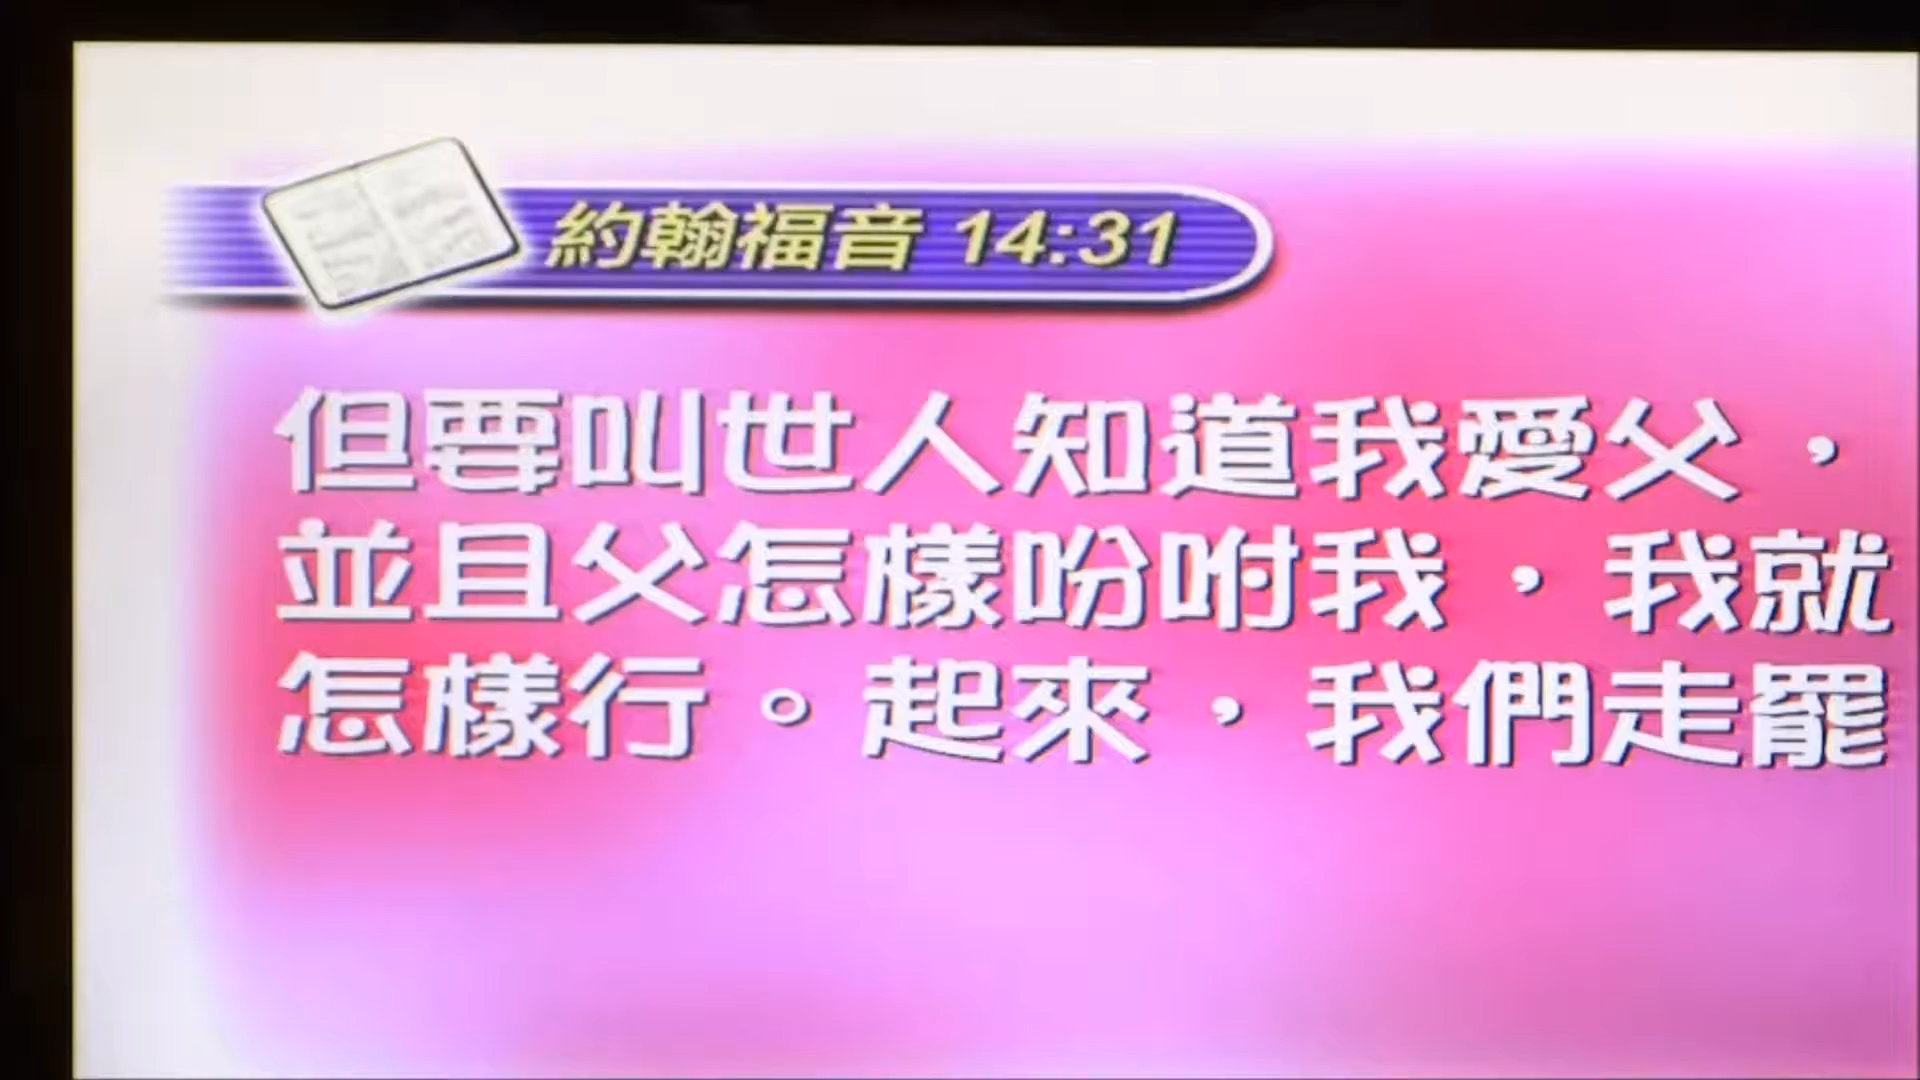 約翰福音 14:31
但要叫世人知道我愛父，
並且父怎樣吩咐我，我就
怎樣行。起來，我們走罷